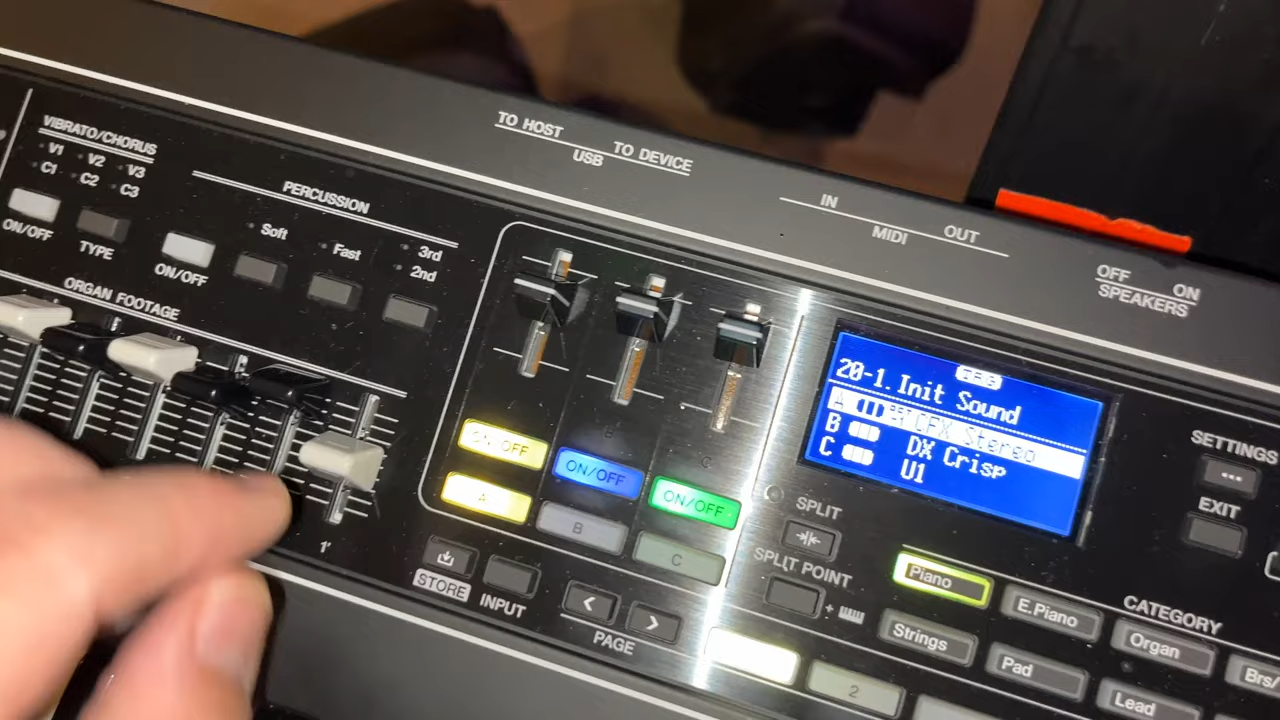 TO HOST
TO DEVICE
USB
IN
OUT
MIDI
OFF
ON
SPEAKERS
VIBRATO/CHORUS
V1 V2 V3
C1 C2 C3
ON/OFF
TYPE
PERCUSSION
ON/OFF
Soft
Fast
3rd
2nd
ORGAN FOOTAGE
1'
B
C
ON/OFF
ON/OFF
ON/OFF
A
B
C
STORE
INPUT
< >
PAGE
20-1.Init Sound
A CFX Stereo
B DX Crisp
C U1
SPLIT
SPLIT POINT
+
SETTINGS
EXIT
CATEGORY
Piano
E.Piano
Organ
Strings
Pad
Lead
Brs/
2